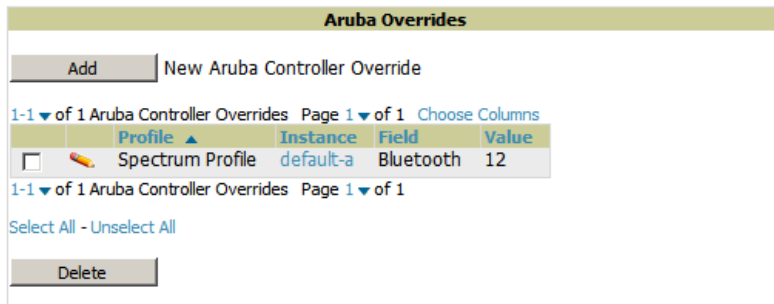 Aruba Overrides
Add New Aruba Controller Override
1-1 of 1 Aruba Controller Overrides Page 1 of 1 Choose Columns
Profile Instance Field Value
Spectrum Profile default-a Bluetooth 12
1-1 of 1 Aruba Controller Overrides Page 1 of 1
Select All - Unselect All
Delete